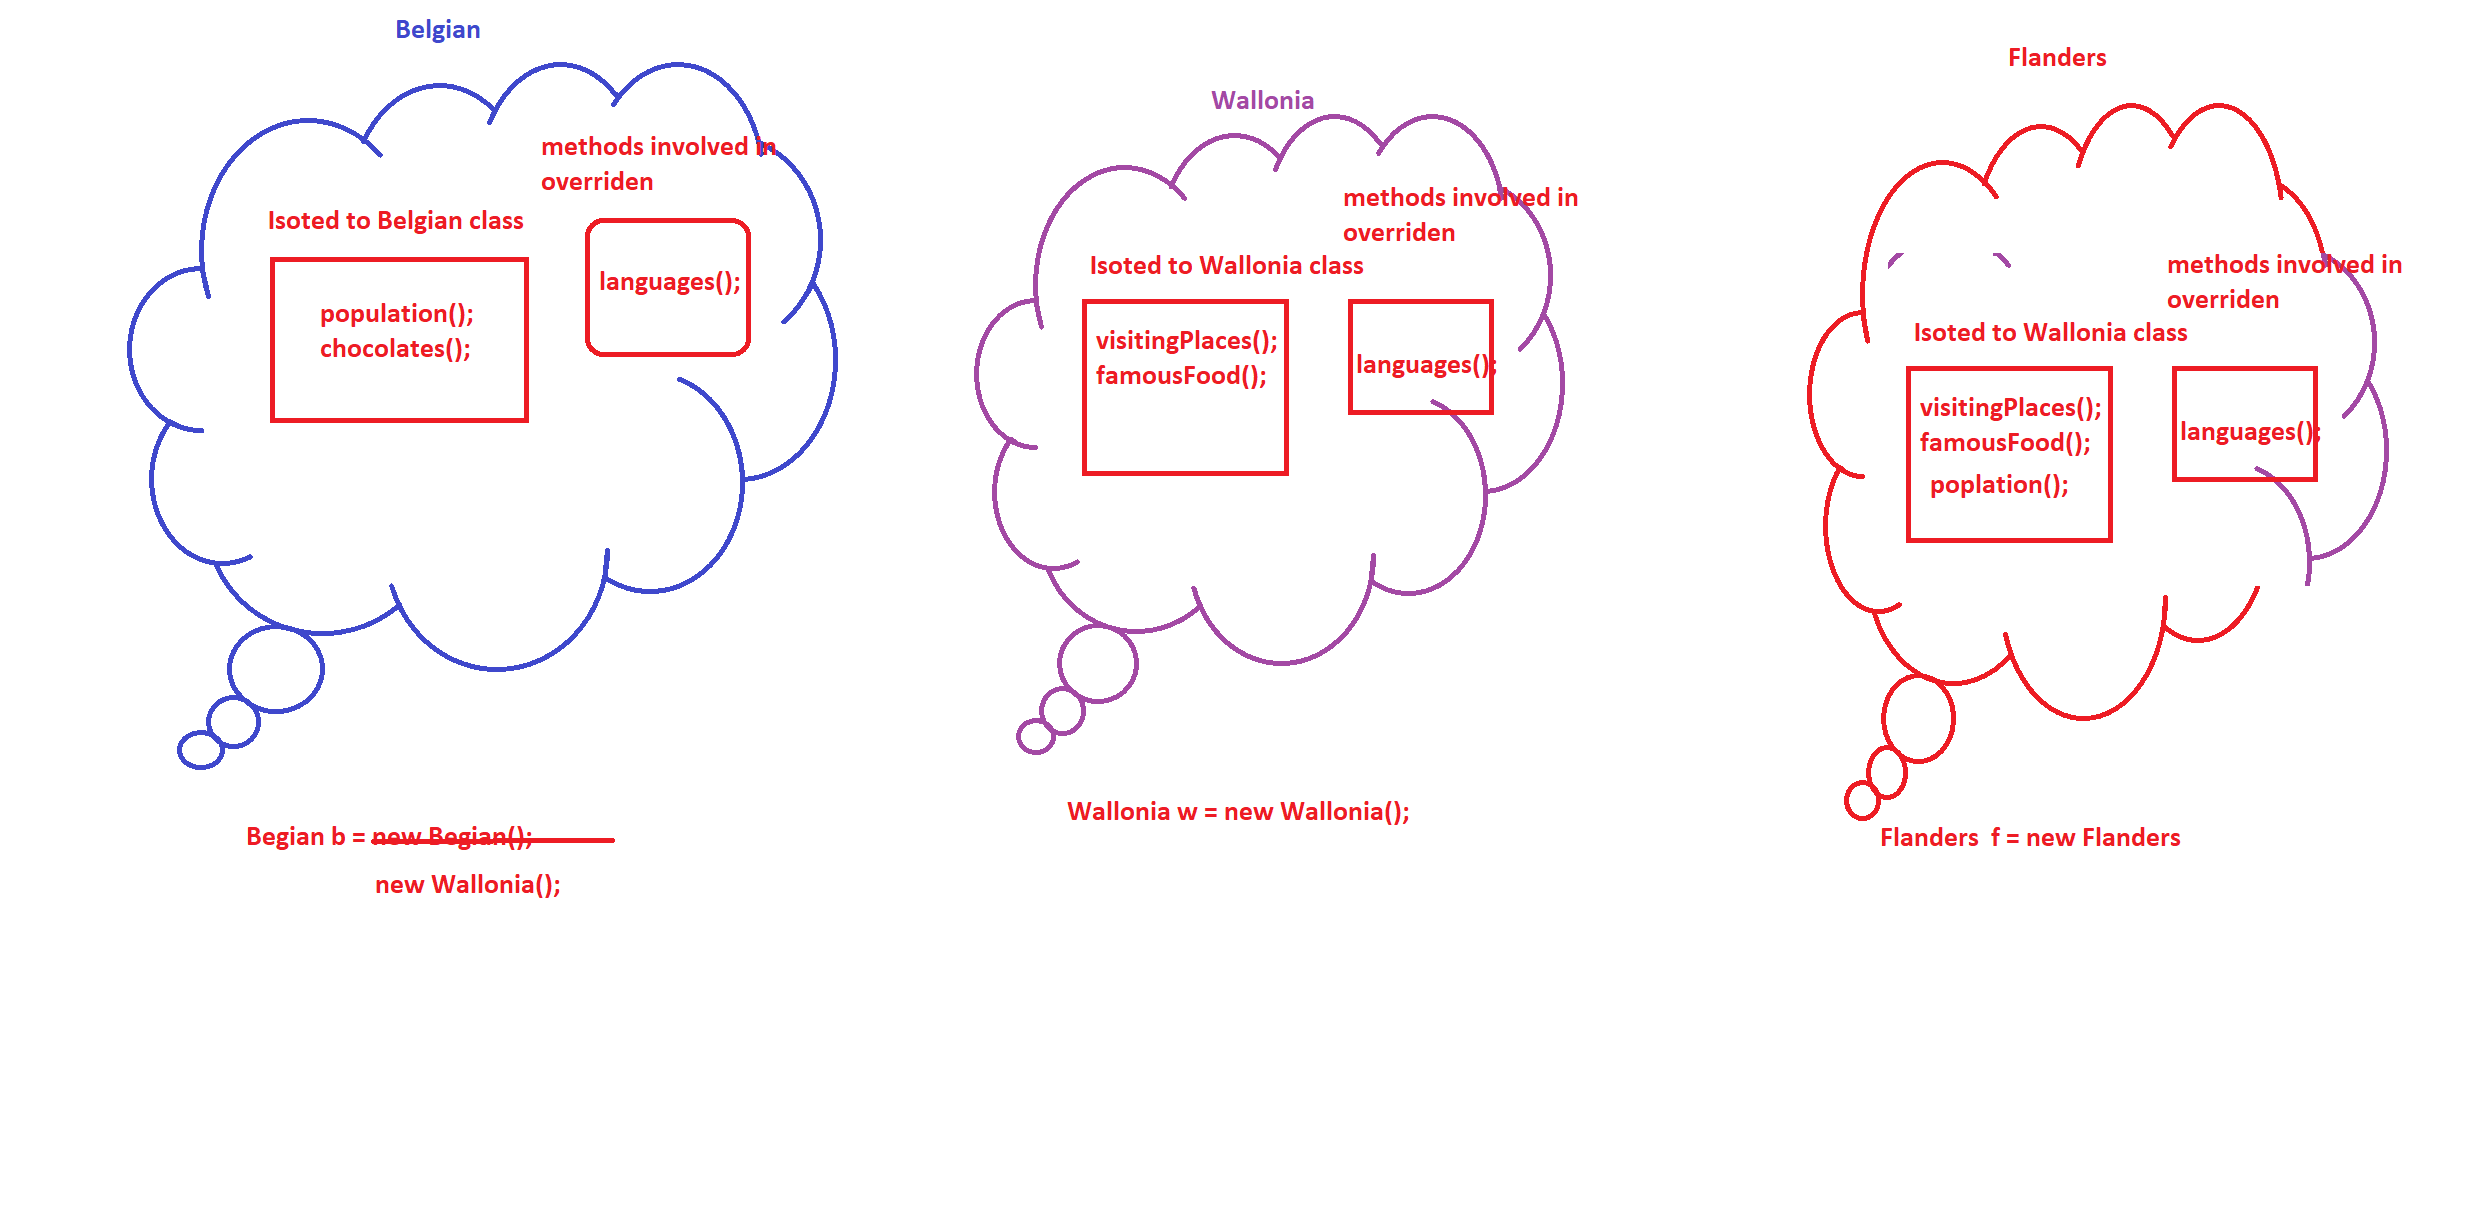 Belgian
methods involved in
overriden
Isoted to Belgian class
languages();
population();
chocolates();
Begian b = new Begian();
new Wallonia();
Wallonia
methods involved in
overriden
Isoted to Wallonia class
visitingPlaces();
famousFood();
languages();
Wallonia w = new Wallonia();
Flanders
methods involved in
overriden
Isoted to Wallonia class
visitingPlaces();
famousFood();
poplation();
languages();
Flanders  f = new Flanders